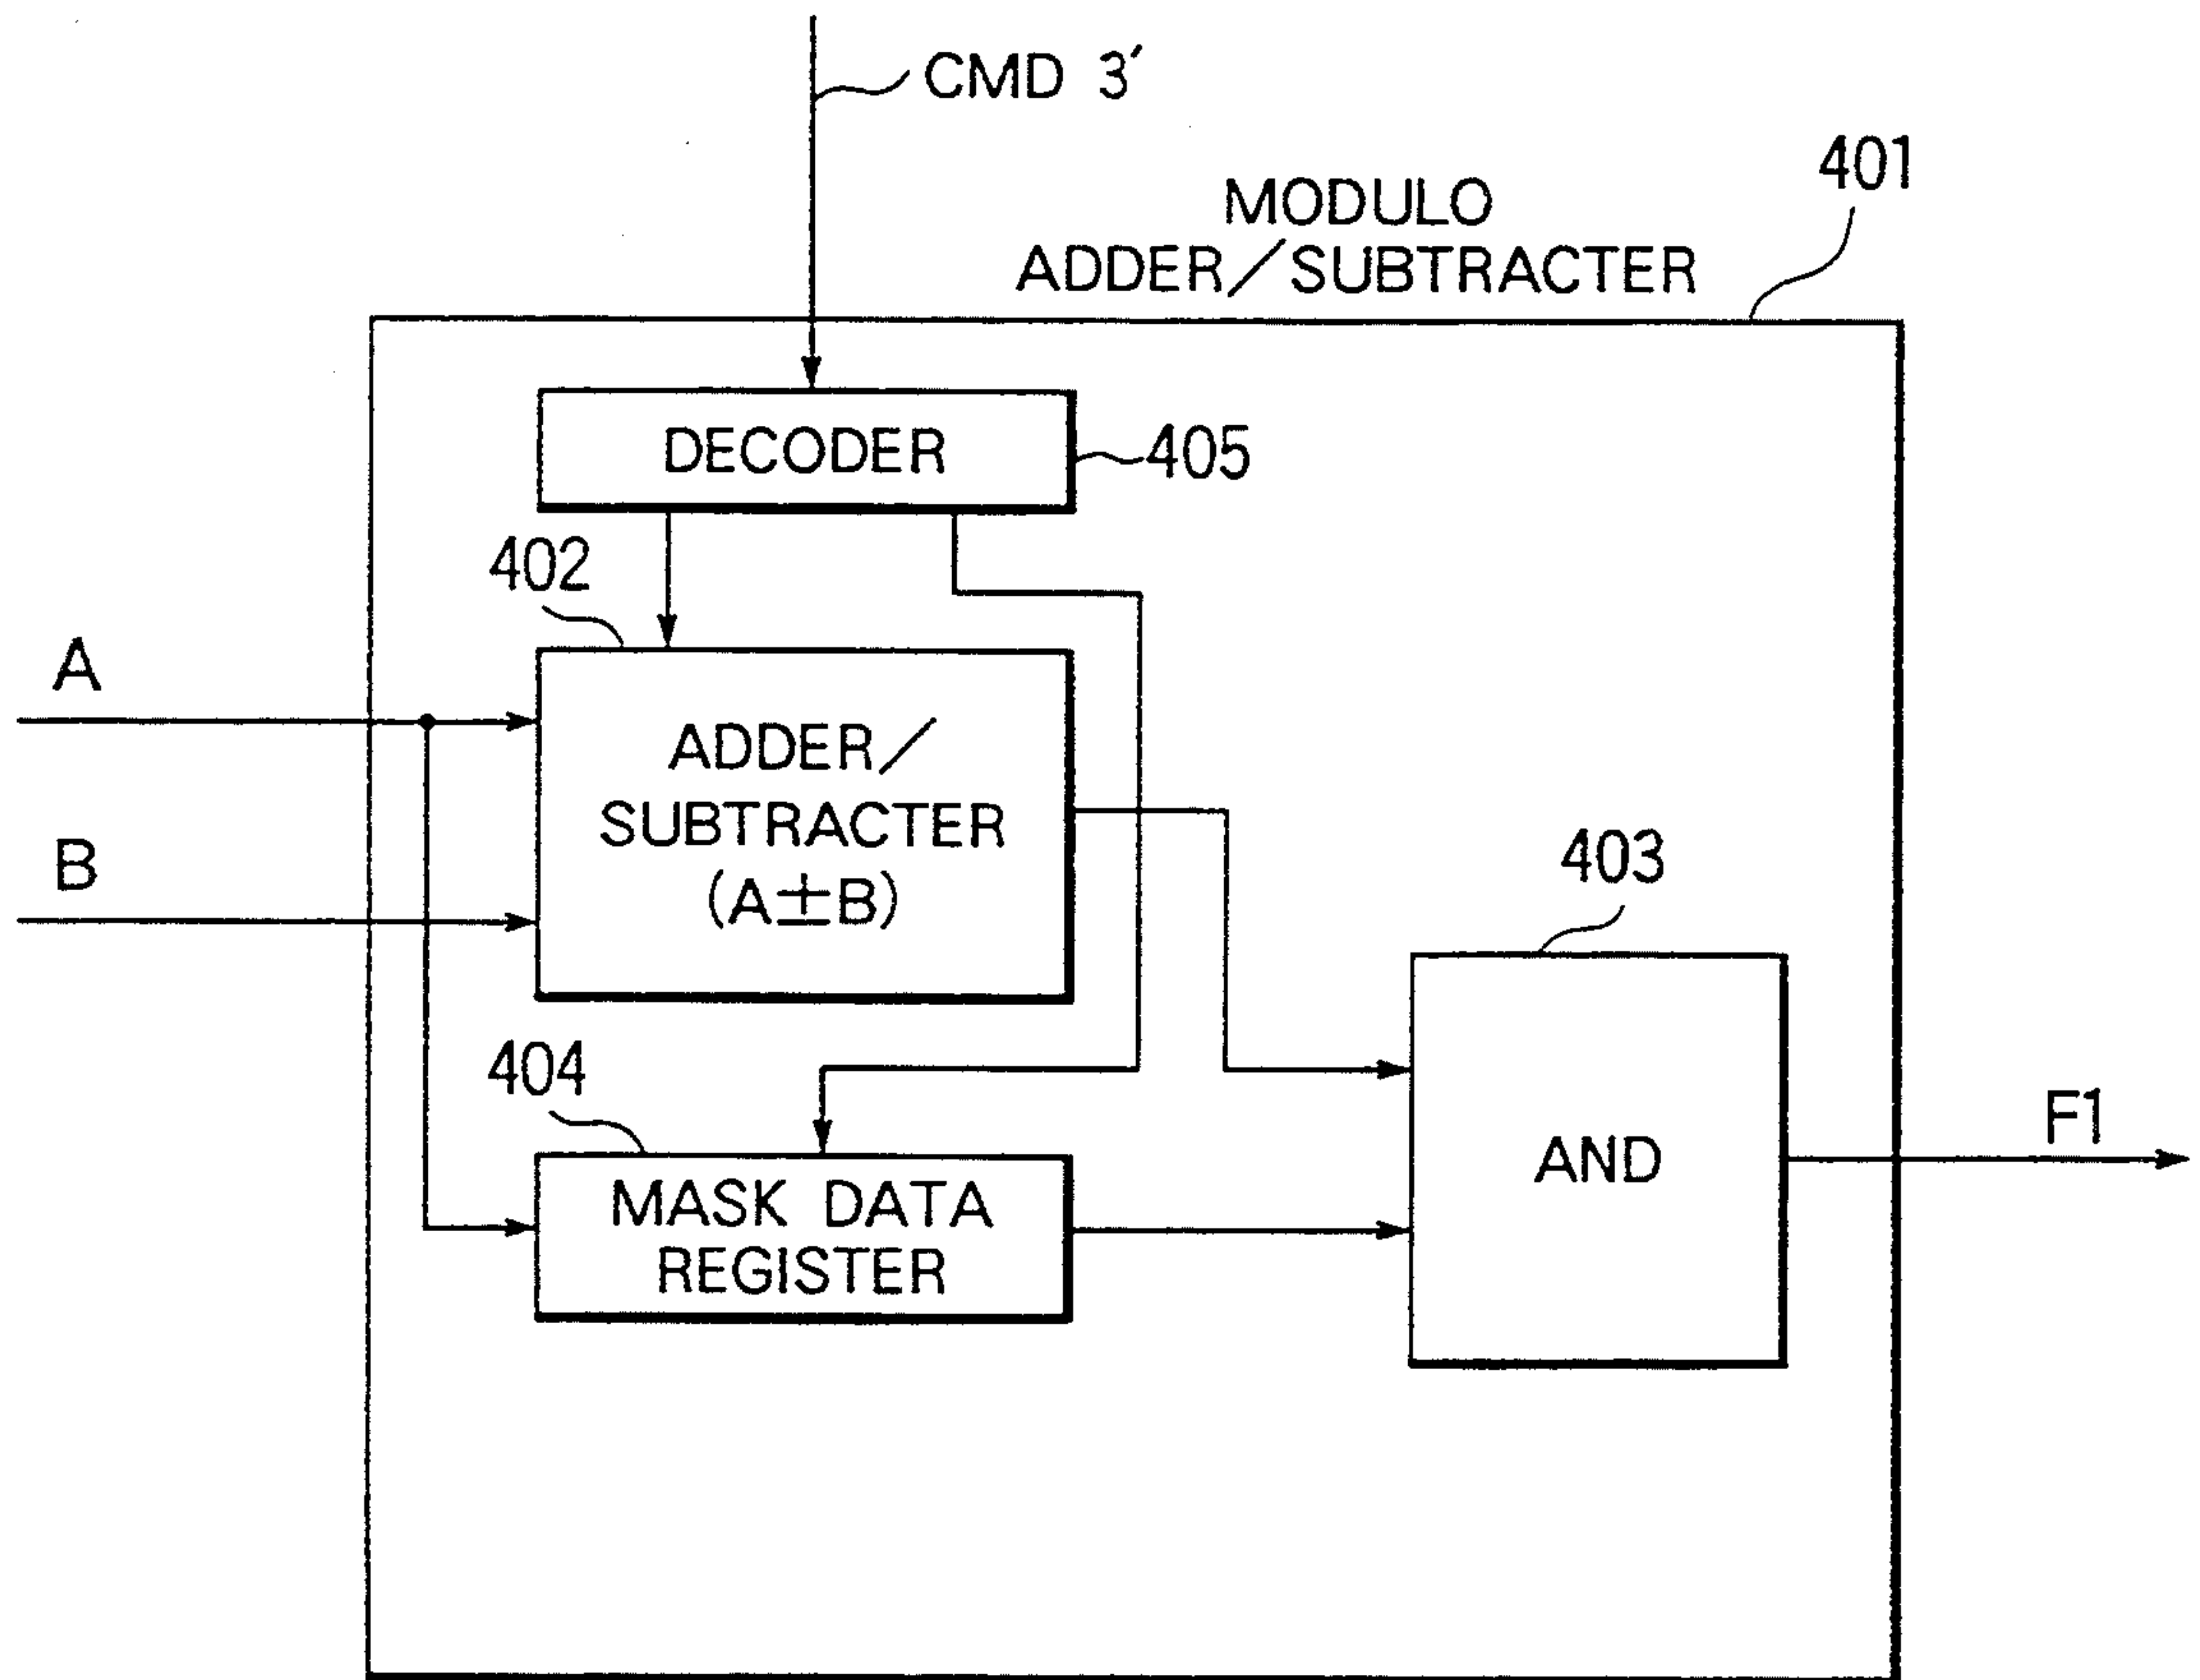 CMD 3′
401
MODULO
ADDER/SUBTRACTER
DECODER
405
402
A
ADDER/
SUBTRACTER
(A±B)
B
403
404
MASK DATA
REGISTER
AND
F1